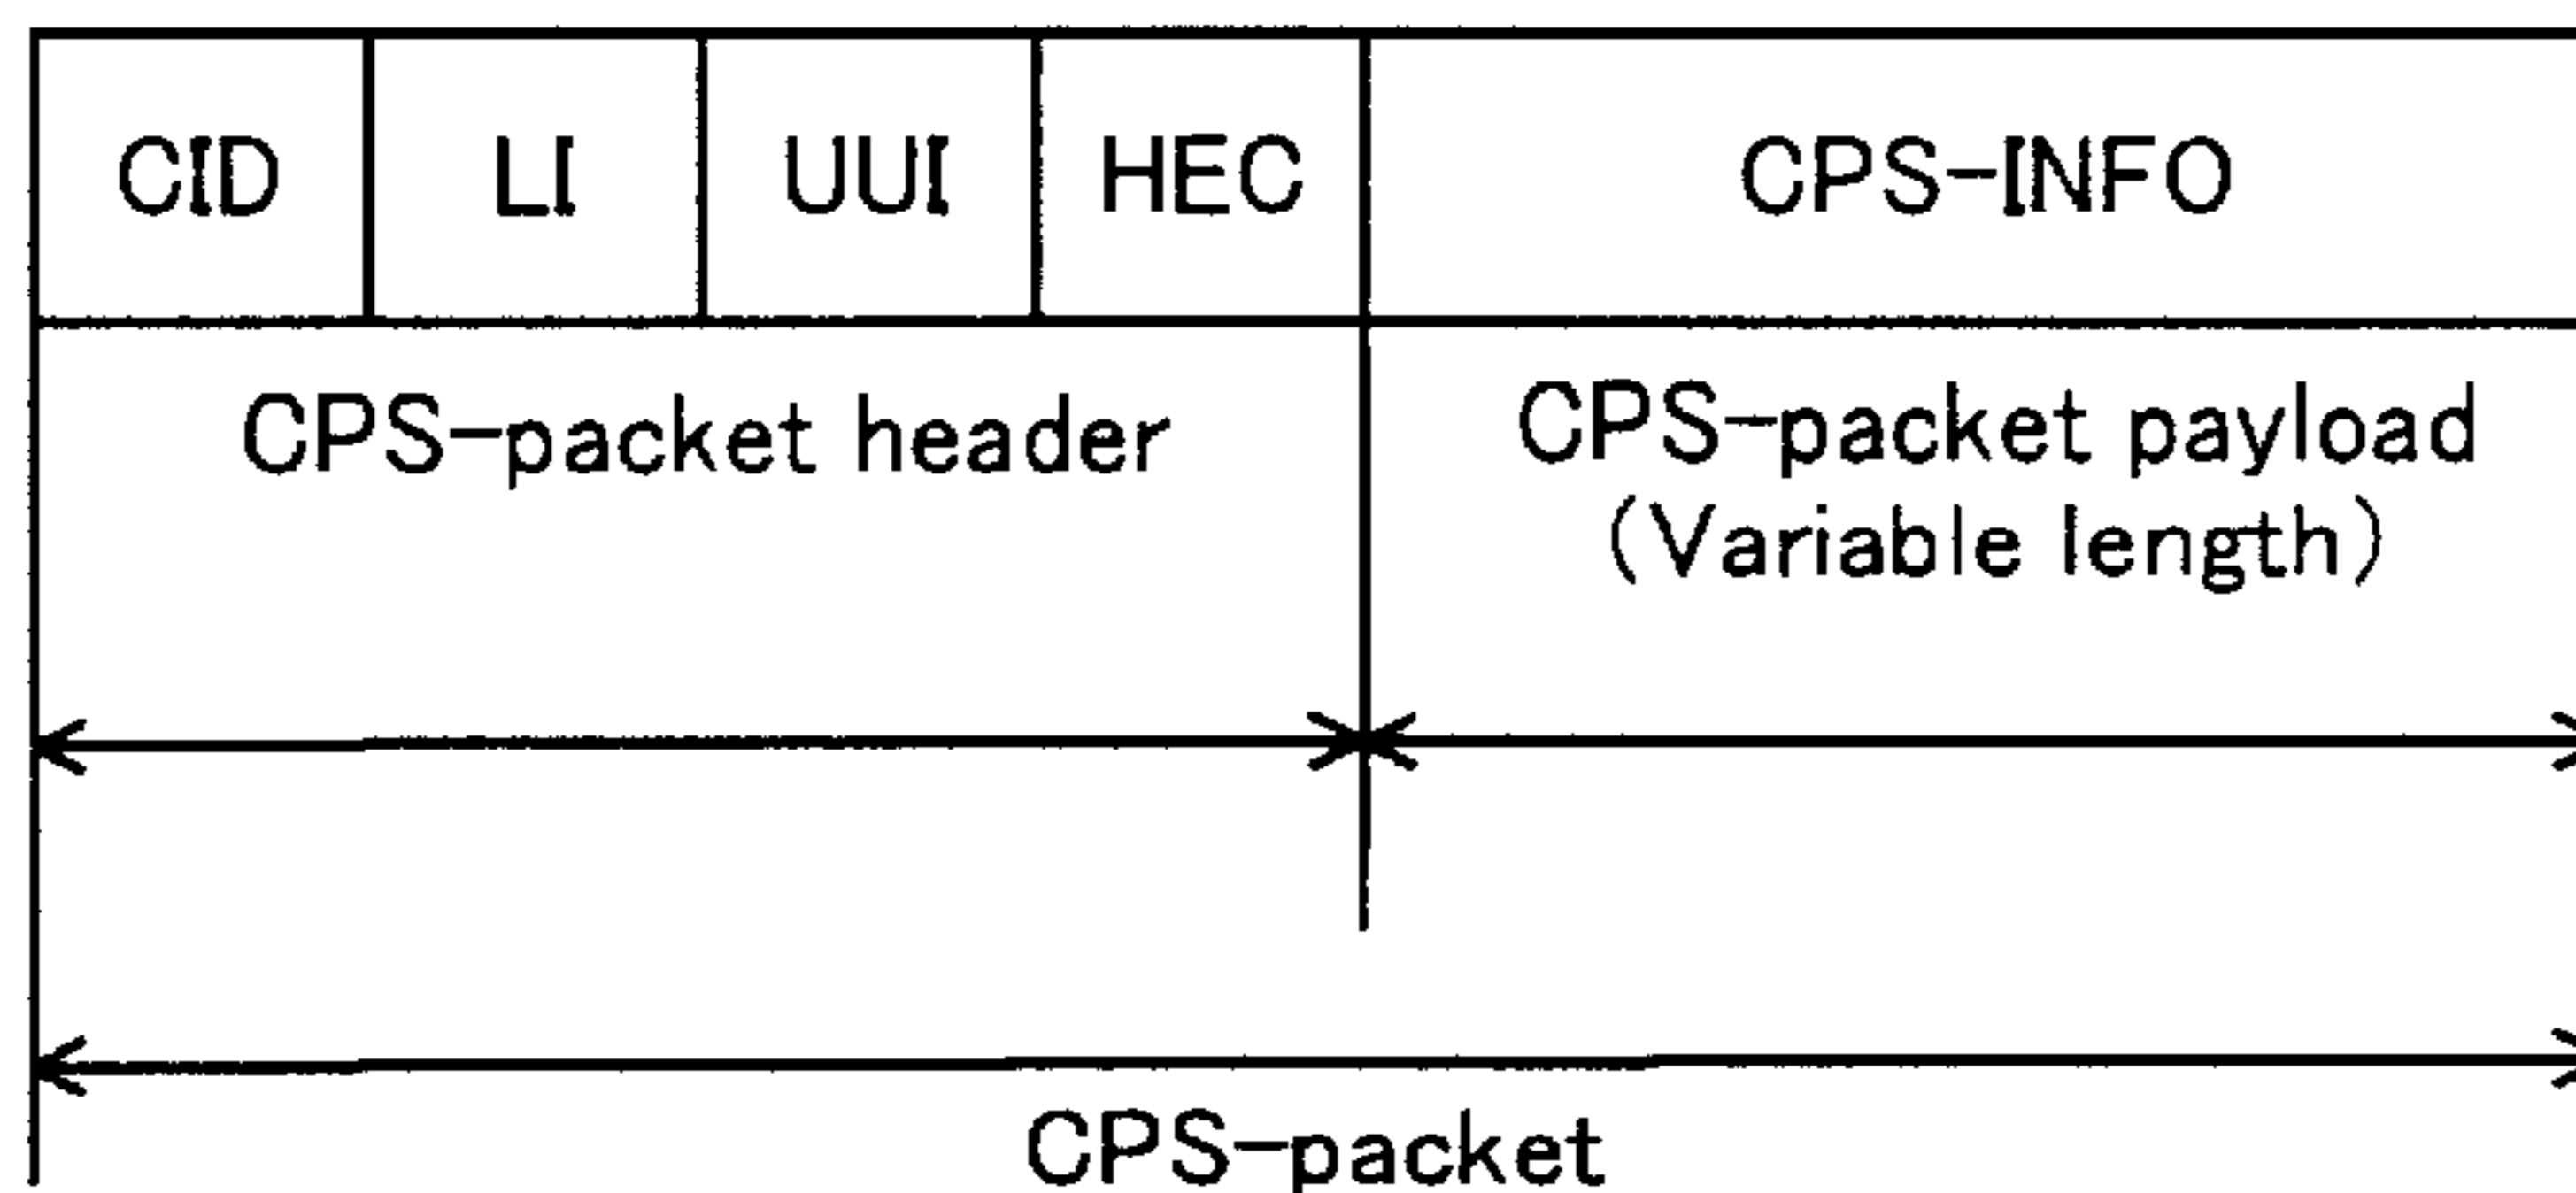 CID LI UUI HEC CPS-INFO
CPS-packet header CPS-packet payload
(Variable length)
CPS-packet